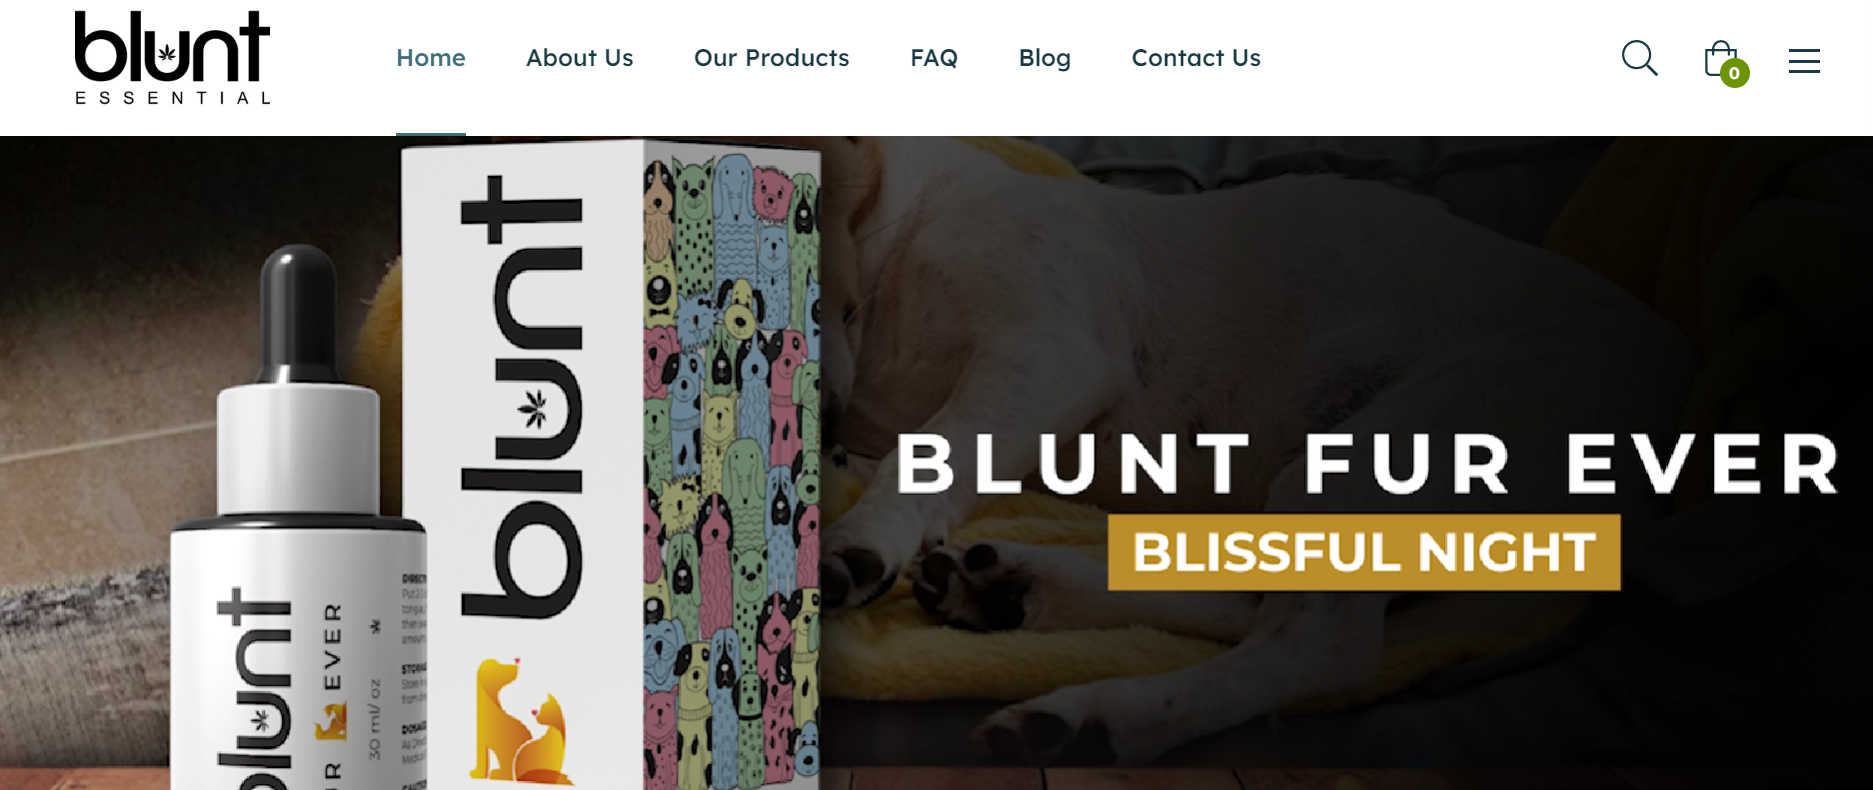 blunt
ESSENTIAL
Home
About Us
Our Products
FAQ
Blog
Contact Us
0
blunt
BLUNT FUR EVER
BLISSFUL NIGHT
blunt
EVER
30 ml/ oz